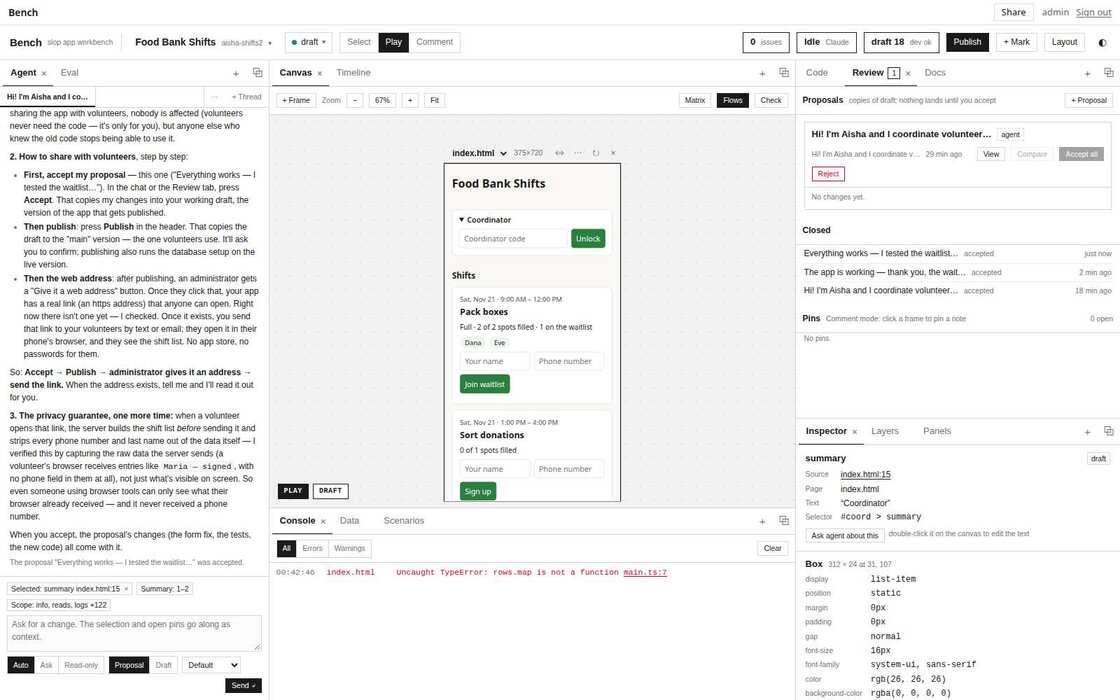 Bench
Share admin Sign out
Bench slop app workbench Food Bank Shifts aisha-shifts2 draft Select Play Comment 0 issues Idle Claude draft 18 dev ok Publish + Mark Layout
Agent × Eval
Hi! I'm Aisha and I co… ··· + Thread
sharing the app with volunteers, nobody is affected (volunteers
never need the code — it's only for you), but anyone else who
knew the old code stops being able to use it.
2. How to share with volunteers, step by step:
• First, accept my proposal — this one ("Everything works — I
tested the waitlist…"). In the chat or the Review tab, press
Accept. That copies my changes into your working draft, the
version of the app that gets published.
• Then publish: press Publish in the header. That copies the
draft to the "main" version — the one volunteers use. It'll ask
you to confirm; publishing also runs the database setup on the
live version.
• Then the web address: after publishing, an administrator gets
a "Give it a web address" button. Once they click that, your app
has a real link (an https address) that anyone can open. Right
now there isn't one yet — I checked. Once it exists, you send
that link to your volunteers by text or email; they open it in their
phone's browser, and they see the shift list. No app store, no
passwords for them.
So: Accept → Publish → administrator gives it an address →
send the link. When the address exists, tell me and I'll read it out
for you.
3. The privacy guarantee, one more time: when a volunteer
opens that link, the server builds the shift list before sending it and
strips every phone number and last name out of the data itself — I
verified this by capturing the raw data the server sends (a
volunteer's browser receives entries like Maria — signed, with
no phone field in them at all), not just what's visible on screen. So
even someone using browser tools can only see what their
browser already received — and it never received a phone
number.
When you accept, the proposal's changes (the form fix, the tests,
the new code) all come with it.
The proposal "Everything works — I tested the waitlist…" was accepted.
Selected: summary index.html:15 × Summary: 1–2
Scope: info, reads, logs +122
Ask for a change. The selection and open pins go along as
context.
Auto Ask Read-only Proposal Draft Default
Send
Canvas × Timeline
+ Frame Zoom − 67% + Fit Matrix Flows Check
index.html 375×720 ··· ×
Food Bank Shifts
▼ Coordinator
Coordinator code Unlock
Shifts
Sat, Nov 21 · 9:00 AM – 12:00 PM
Pack boxes
Full · 2 of 2 spots filled · 1 on the waitlist
Dana Eve
Your name Phone number
Join waitlist
Sat, Nov 21 · 1:00 PM – 4:00 PM
Sort donations
0 of 1 spots filled
Your name Phone number
Sign up
PLAY DRAFT
Console × Data Scenarios
All Errors Warnings Clear
00:42:46 index.html Uncaught TypeError: rows.map is not a function main.ts:7
Code Review 1 × Docs
Proposals copies of draft; nothing lands until you accept + Proposal
Hi! I'm Aisha and I coordinate volunteer… agent
Hi! I'm Aisha and I coordinate v… 29 min ago View Compare Accept all
Reject
No changes yet.
Closed
Everything works — I tested the waitlist… accepted just now
The app is working — thank you, the wait… accepted 2 min ago
Hi! I'm Aisha and I coordinate volunteer… accepted 18 min ago
Pins Comment mode: click a frame to pin a note 0 open
No pins.
Inspector × Layers Panels
summary draft
Source index.html:15
Page index.html
Text "Coordinator"
Selector #coord > summary
Ask agent about this double-click it on the canvas to edit the text
Box 312 × 24 at 31, 107
display list-item
position static
margin 0px
padding 0px
gap normal
font-size 16px
font-family system-ui, sans-serif
color rgb(26, 26, 26)
background-color rgba(0, 0, 0, 0)